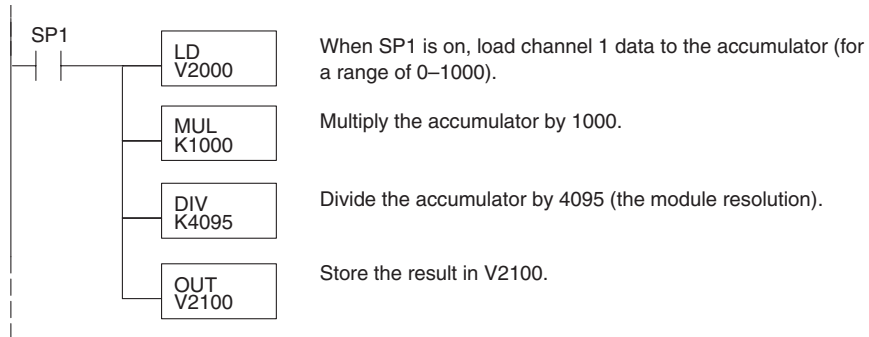 SP1
LD
V2000
When SP1 is on, load channel 1 data to the accumulator (for
a range of 0–1000).
MUL
K1000
Multiply the accumulator by 1000.
DIV
K4095
Divide the accumulator by 4095 (the module resolution).
OUT
V2100
Store the result in V2100.